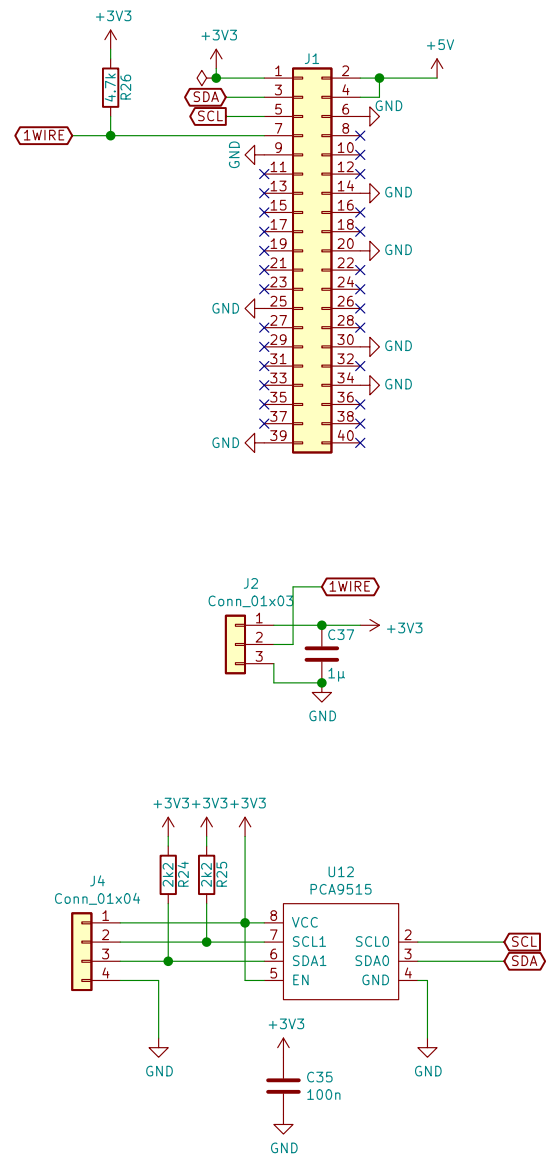 +3V3
+3V3
+5V
J1
4.7k
R26
1 2
SDA 3 4
GND
SCL 5 6
1WIRE 7 8
GND 9 10
11 12
13 14 GND
15 16
17 18
19 20 GND
21 22
23 24
GND 25 26
27 28
29 30 GND
31 32
33 34 GND
35 36
37 38
GND 39 40
J2
1WIRE
Conn_01x03
1
C37
+3V3
2
3
1µ
GND
+3V3 +3V3 +3V3
2k2 R24 2k2 R25
U12
PCA9515
J4
Conn_01x04
1 8 VCC
2 7 SCL1 SCL0 2 SCL
3 6 SDA1 SDA0 3 SDA
4 5 EN GND 4
+3V3
GND
GND
C35
100n
GND